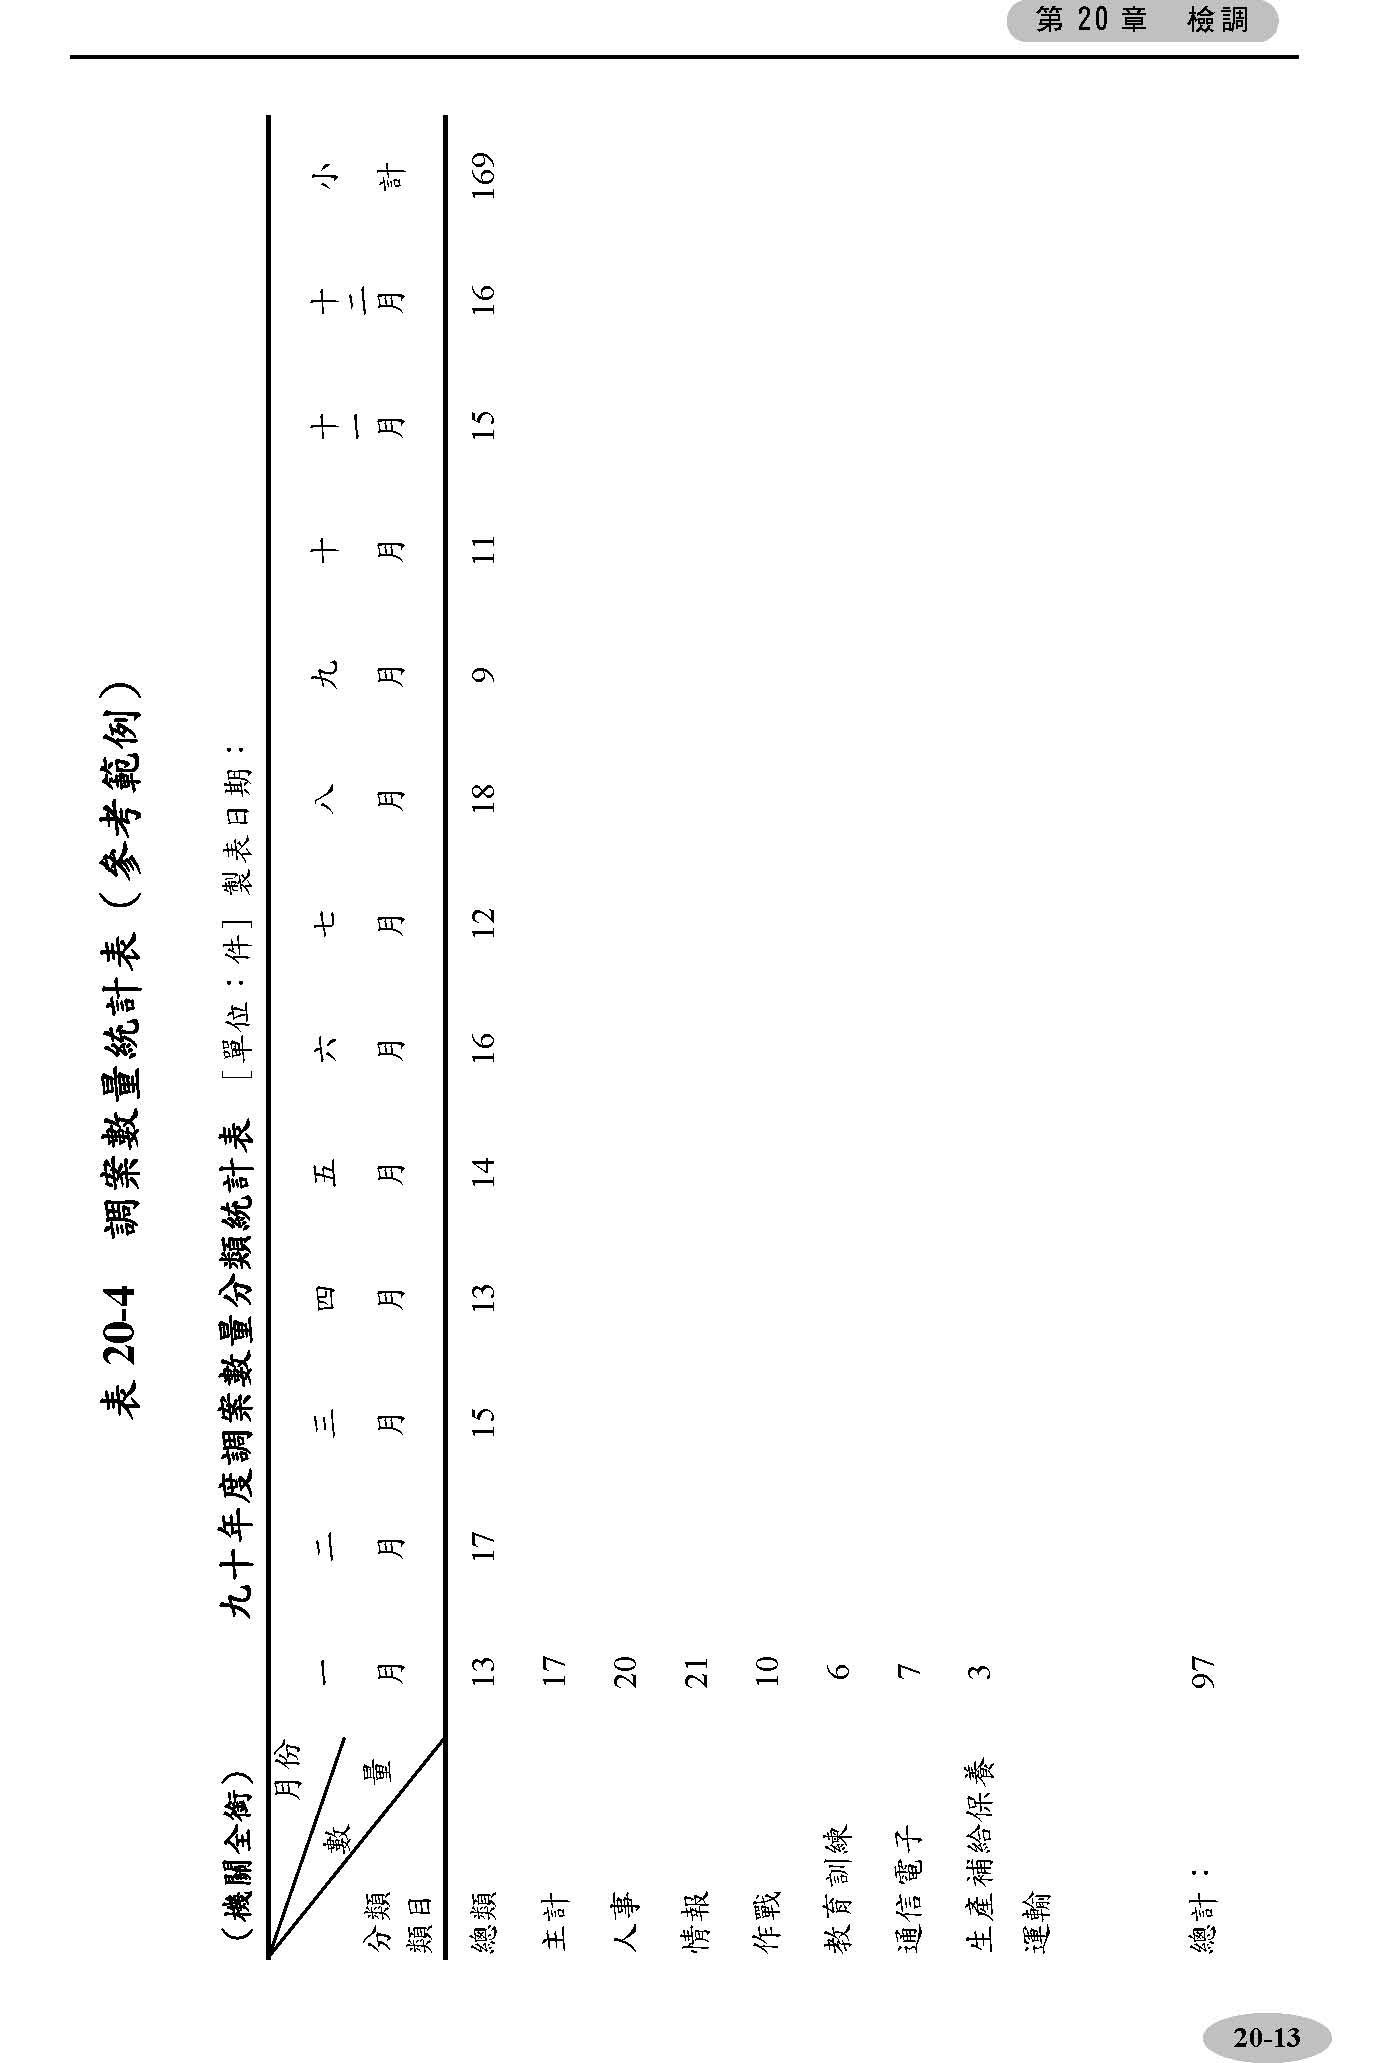 第 20 章 檢調
表 20-4 調案數量統計表（參考範例）
（機關全銜） 九十年度調案數量分類統計表 ［單位：件］製表日期：
月份 數量 分類類目 一月 二月 三月 四月 五月 六月 七月 八月 九月 十月 十一月 十二月 小計
總類 13 17 15 13 14 16 12 18 9 11 15 16 169
主計 17
人事 20
情報 21
作戰 10
教育訓練 6
通信電子 7
生產補給保養 3
運輸
總計： 97
20-13